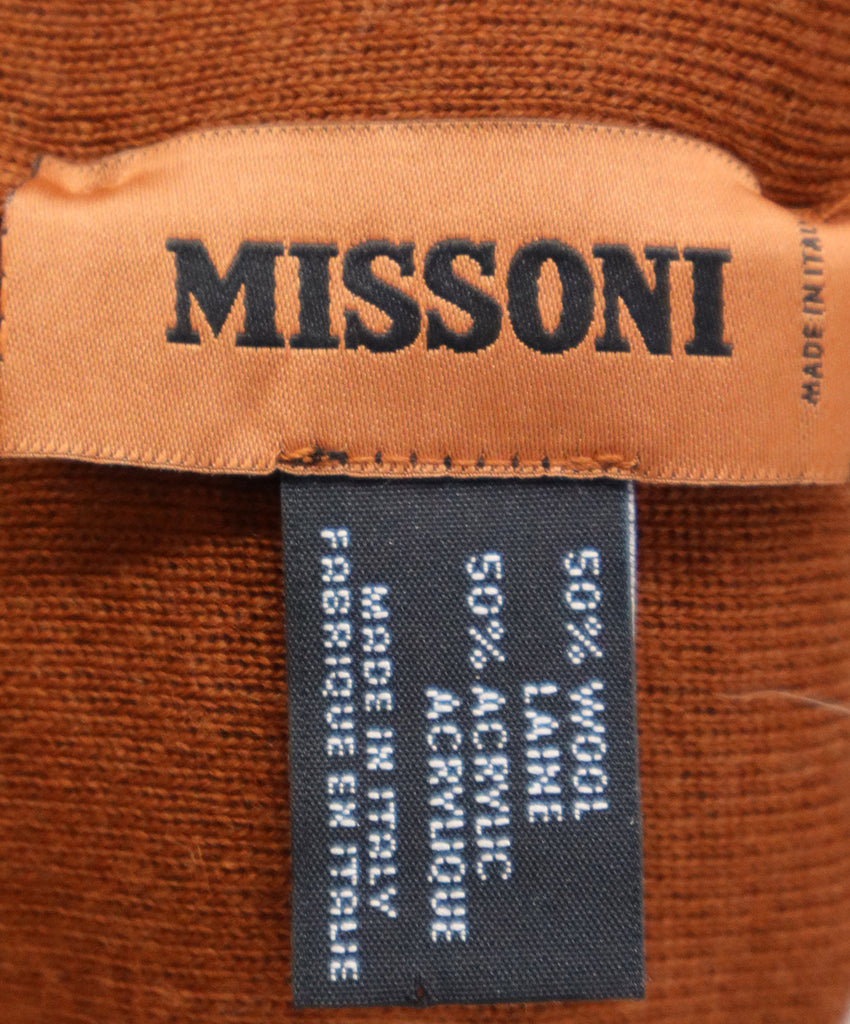 MISSONI
MADE IN ITALY
50% WOOL
LAINE
50% ACRYLIC
ACRYLIQUE
MADE IN ITALY
FABRIQUE EN ITALIE